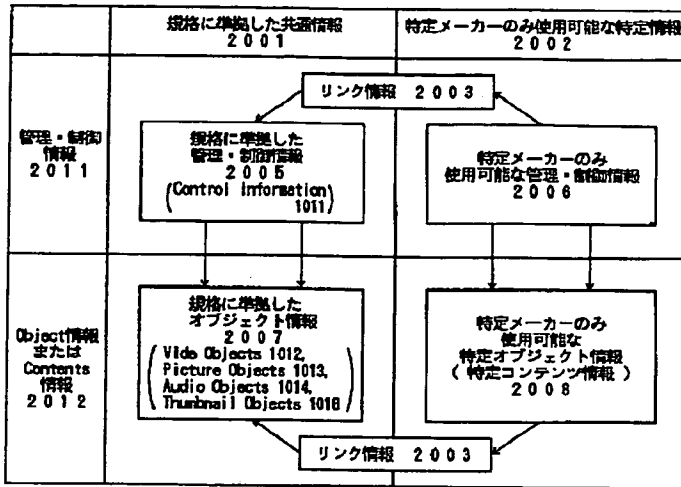 規格に準拠した共通情報
2001
特定メーカーのみ使用可能な特定情報
2002
リンク情報 2003
管理・制御
情報
2011
規格に準拠した
管理・制御情報
2005
(Control Information
1011)
特定メーカーのみ
使用可能な管理・制御情報
2006
Object情報
または
Contents
情報
2012
規格に準拠した
オブジェクト情報
2007
(Vide Objects 1012,
Picture Objects 1013,
Audio Objects 1014,
Thumbnail Objects 1016)
特定メーカーのみ
使用可能な
特定オブジェクト情報
(特定コンテンツ情報)
2008
リンク情報 2003